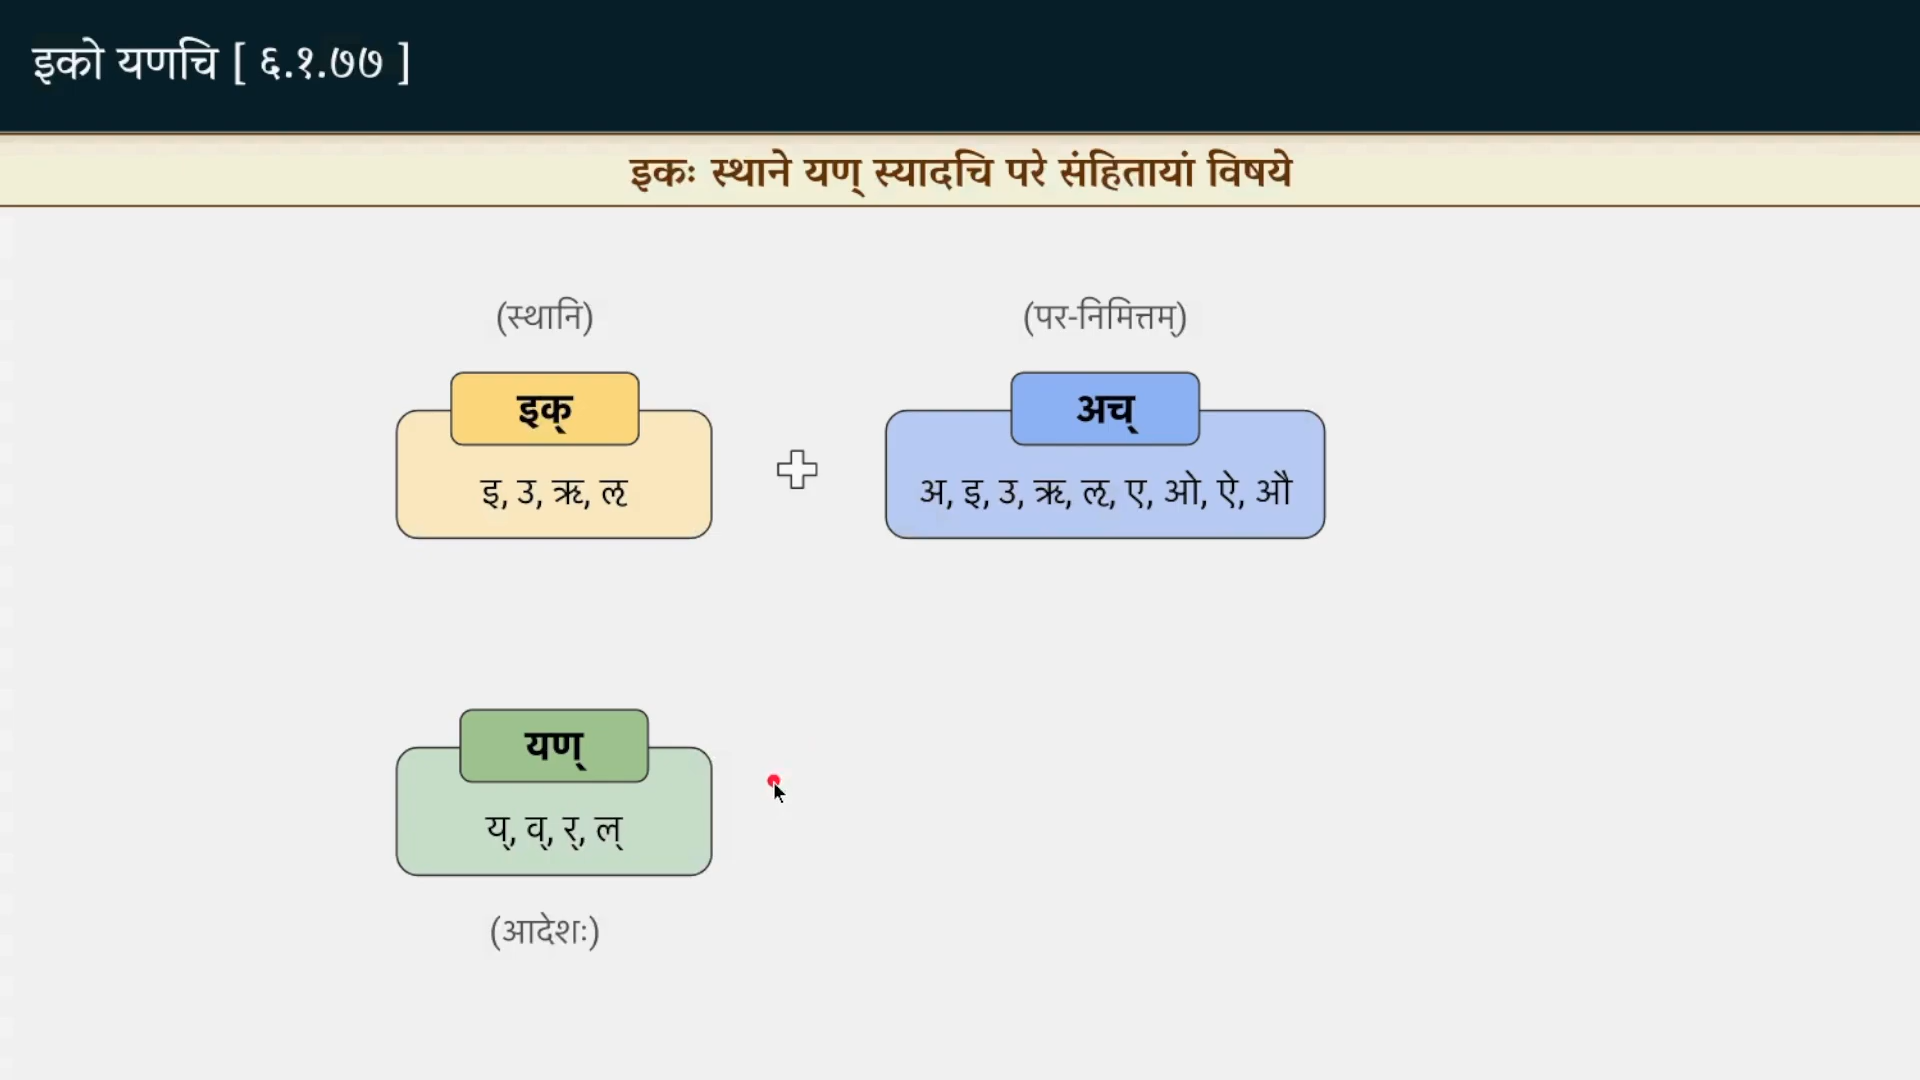 इको यणचि [ ६.१.७७ ]
इकः स्थाने यण् स्यादचि परे संहितायां विषये
(स्थानि)
(पर-निमित्तम्)
इक्
अच्
इ, उ, ऋ, ऌ
अ, इ, उ, ऋ, ऌ, ए, ओ, ऐ, औ
यण्
य्, व्, र्, ल्
(आदेशः)